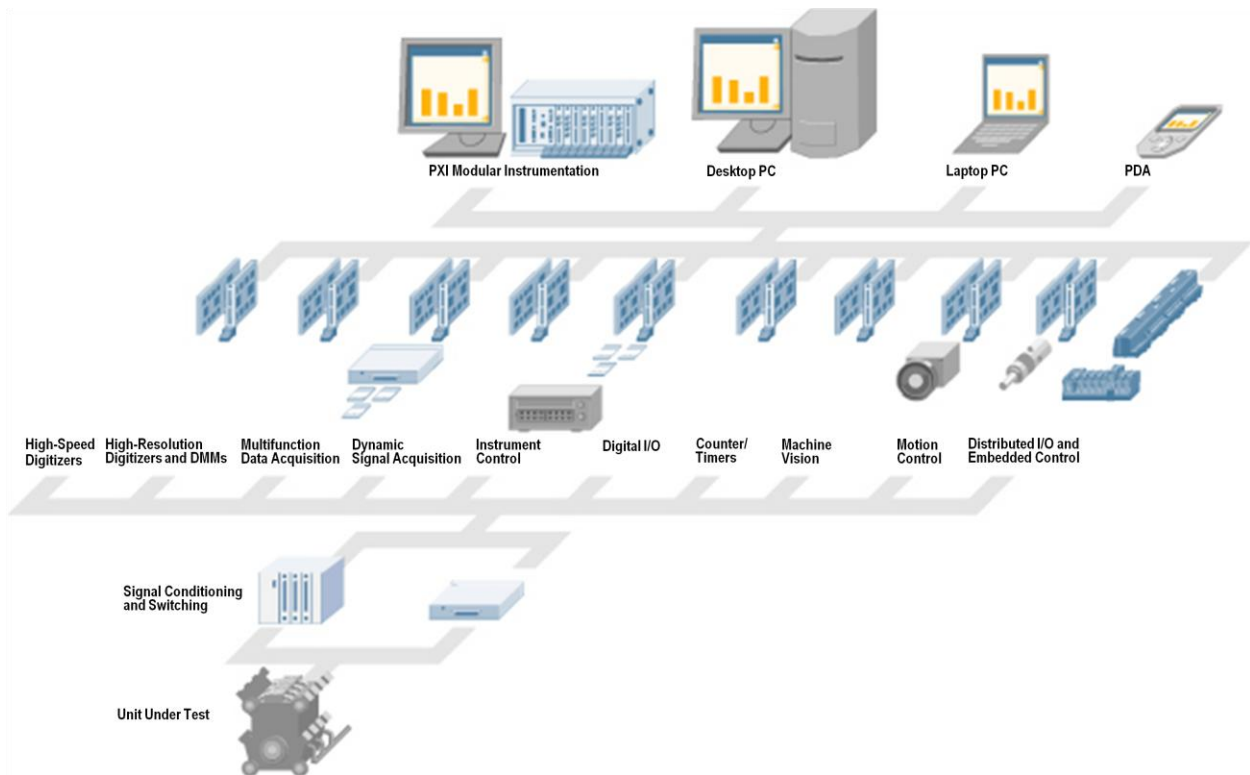 PXI Modular Instrumentation
Desktop PC
Laptop PC
PDA
High-Speed
Digitizers
High-Resolution
Digitizers and DMMs
Multifunction
Data Acquisition
Dynamic
Signal Acquisition
Instrument
Control
Digital I/O
Counter/
Timers
Machine
Vision
Motion
Control
Distributed I/O and
Embedded Control
Signal Conditioning
and Switching
Unit Under Test